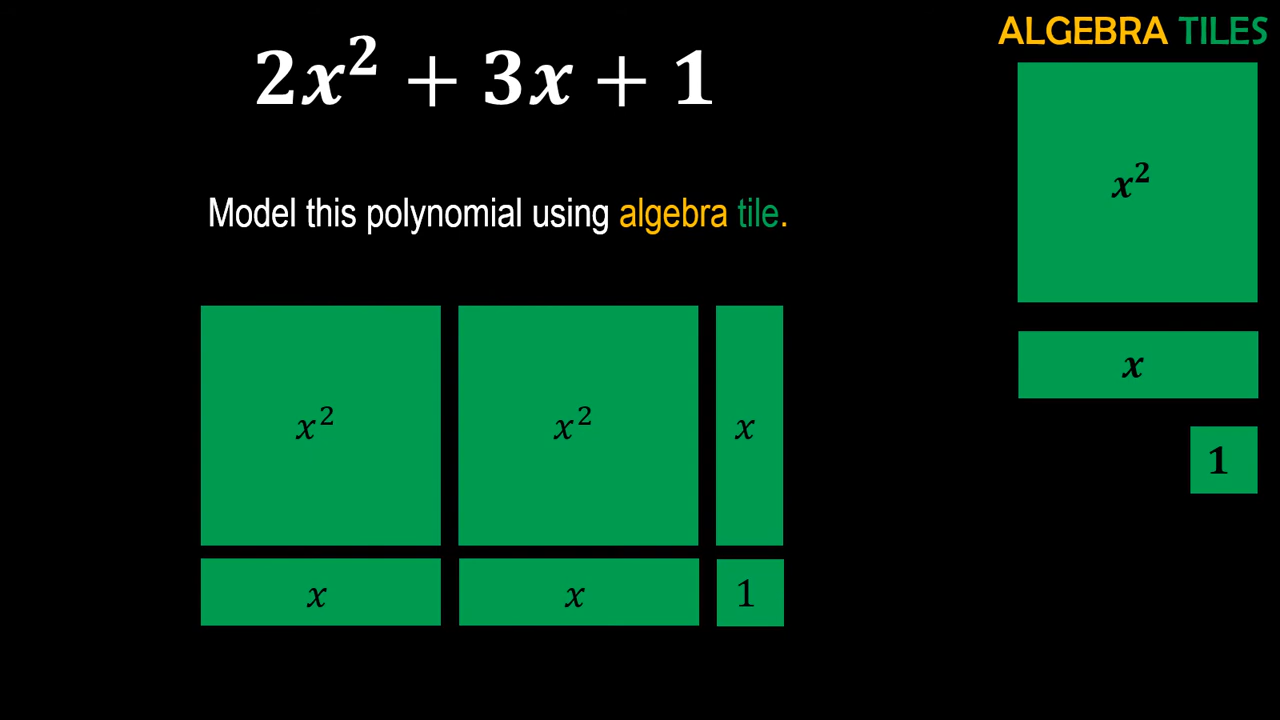 ALGEBRA TILES
2x² + 3x + 1
x²
Model this polynomial using algebra tile.
x
1
x² x² x
x x 1